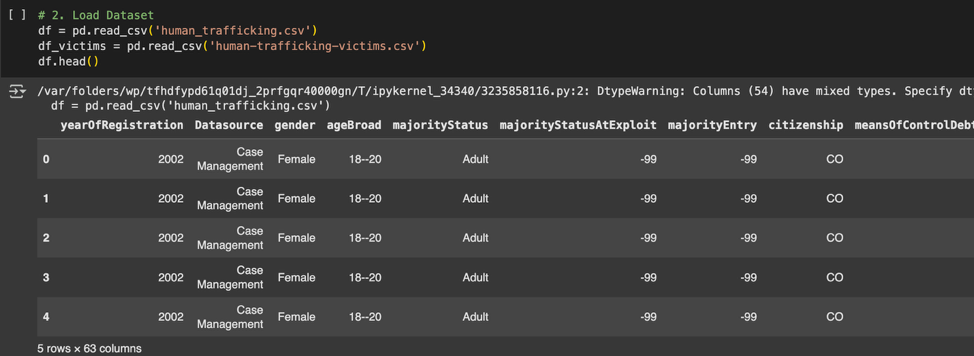 [ ] # 2. Load Dataset
df = pd.read_csv('human_trafficking.csv')
df_victims = pd.read_csv('human-trafficking-victims.csv')
df.head()
/var/folders/wp/tfhdfypd61q01dj_2prfgqr40000gn/T/ipykernel_34340/3235858116.py:2: DtypeWarning: Columns (54) have mixed types. Specify dt
df = pd.read_csv('human_trafficking.csv')
yearOfRegistration Datasource gender ageBroad majorityStatus majorityStatusAtExploit majorityEntry citizenship meansOfControlDebt
0 2002 Case Management Female 18--20 Adult -99 -99 CO
1 2002 Case Management Female 18--20 Adult -99 -99 CO
2 2002 Case Management Female 18--20 Adult -99 -99 CO
3 2002 Case Management Female 18--20 Adult -99 -99 CO
4 2002 Case Management Female 18--20 Adult -99 -99 CO
5 rows × 63 columns